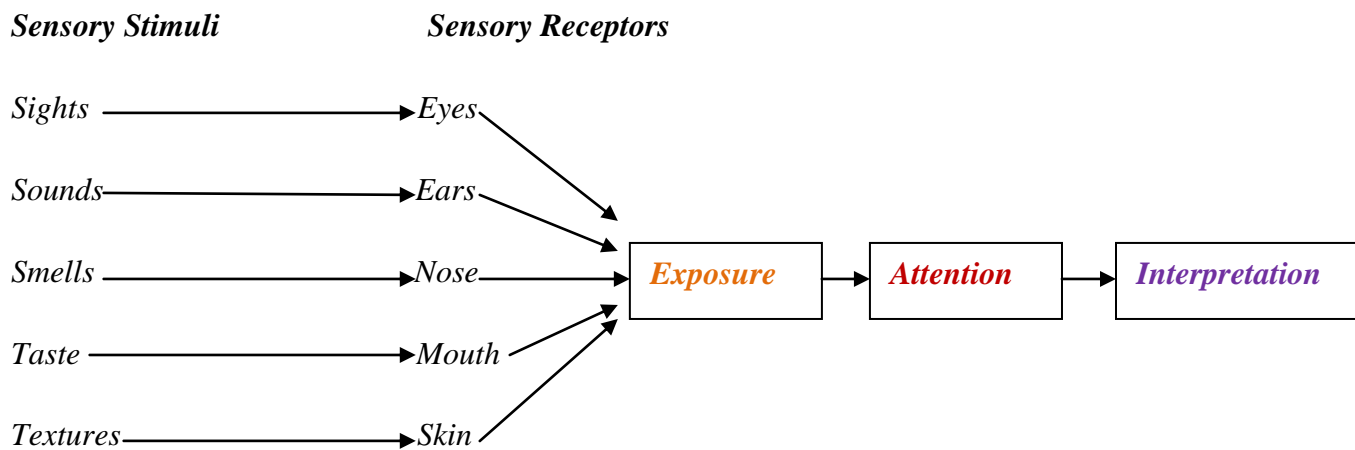 Sensory Stimuli Sensory Receptors
Sights Eyes
Sounds Ears
Smells Nose Exposure Attention Interpretation
Taste Mouth
Textures Skin